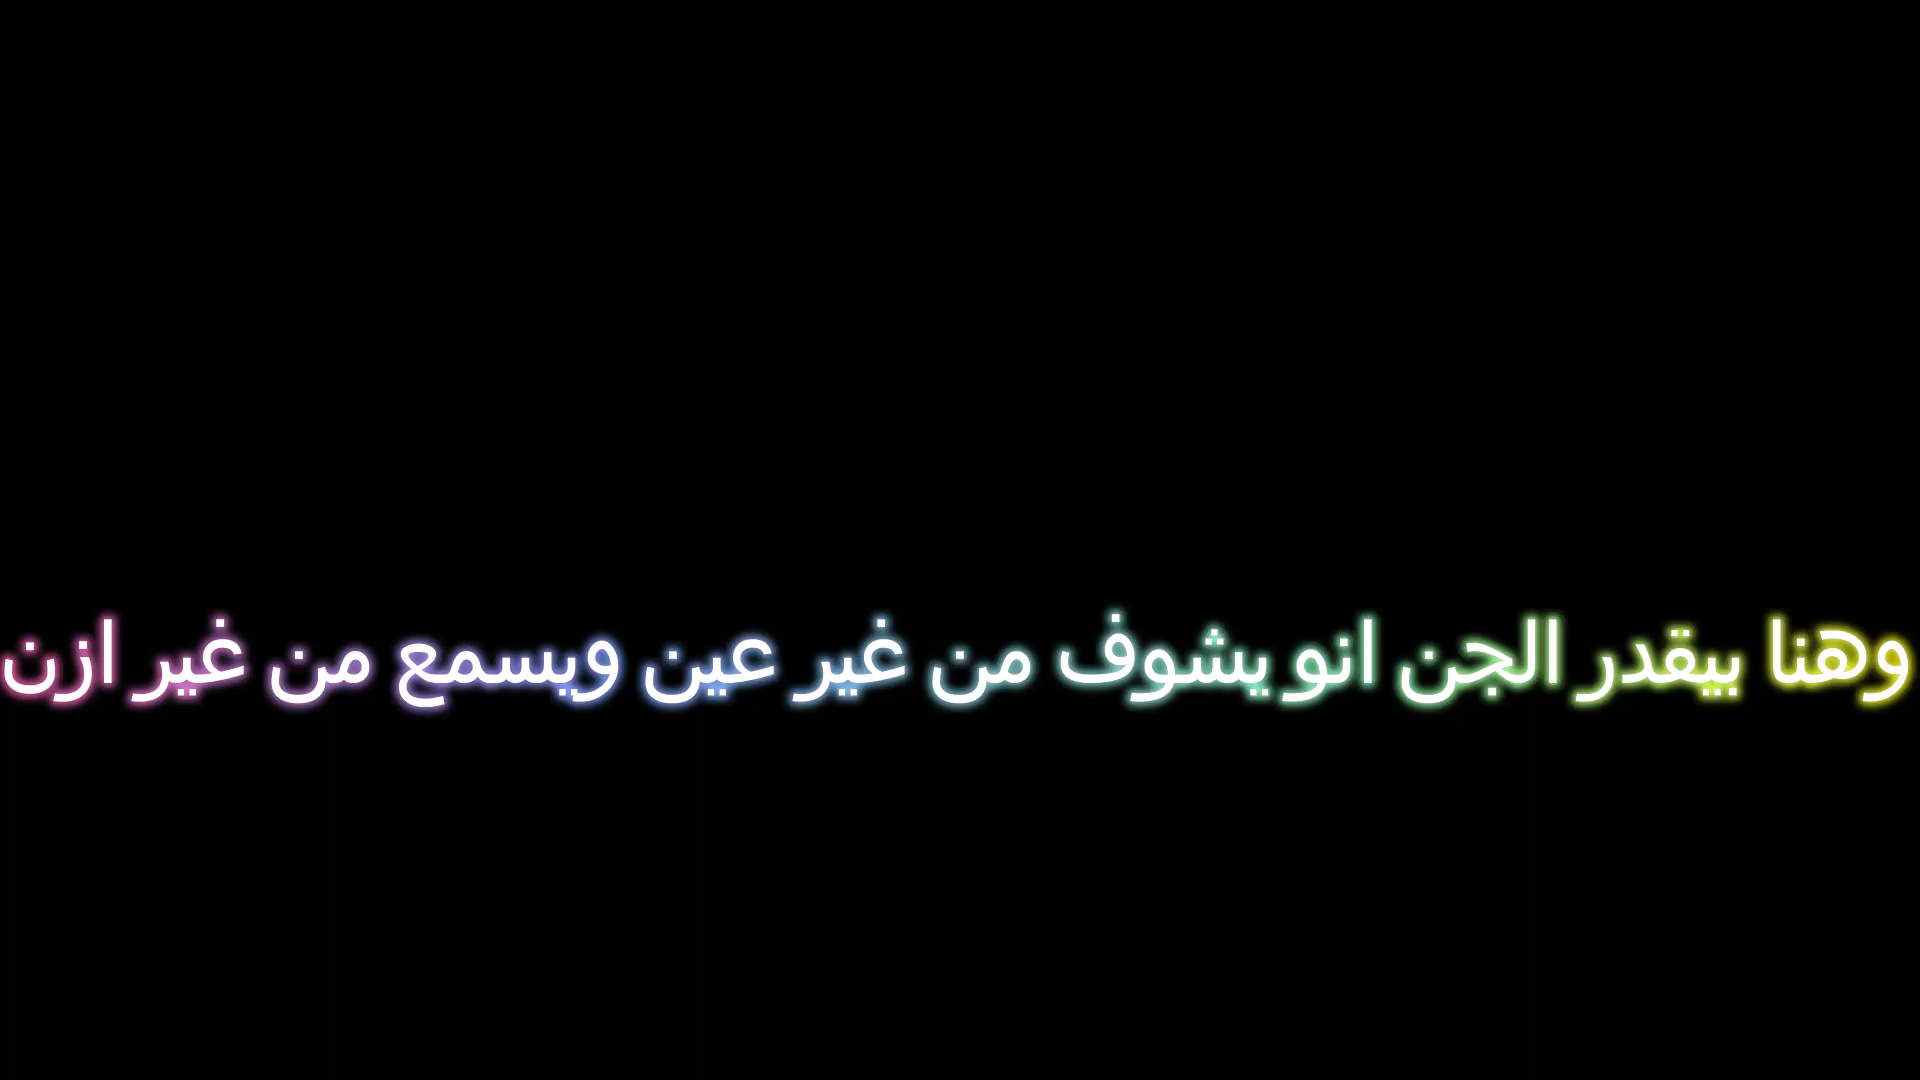 وهنا بيقدر الجن انو يشوف من غير عين ويسمع من غير ازن